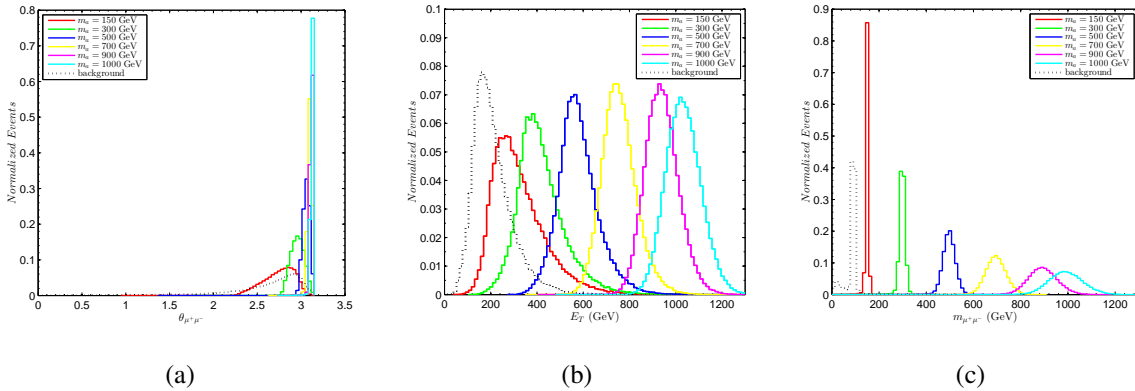 0.8
0.7
0.6
0.5
0.4
0.3
0.2
0.1
0
Normalized Events
m_a = 150 GeV
m_a = 300 GeV
m_a = 500 GeV
m_a = 700 GeV
m_a = 900 GeV
m_a = 1000 GeV
background
0 0.5 1 1.5 2 2.5 3 3.5
θ_{μ⁺μ⁻}
(a)
0.1
0.09
0.08
0.07
0.06
0.05
0.04
0.03
0.02
0.01
0
Normalized Events
m_a = 150 GeV
m_a = 300 GeV
m_a = 500 GeV
m_a = 700 GeV
m_a = 900 GeV
m_a = 1000 GeV
background
0 200 400 600 800 1000 1200
E_T (GeV)
(b)
0.9
0.8
0.7
0.6
0.5
0.4
0.3
0.2
0.1
0
Normalized Events
m_a = 150 GeV
m_a = 300 GeV
m_a = 500 GeV
m_a = 700 GeV
m_a = 900 GeV
m_a = 1000 GeV
background
0 200 400 600 800 1000 1200
m_{μ⁺μ⁻} (GeV)
(c)